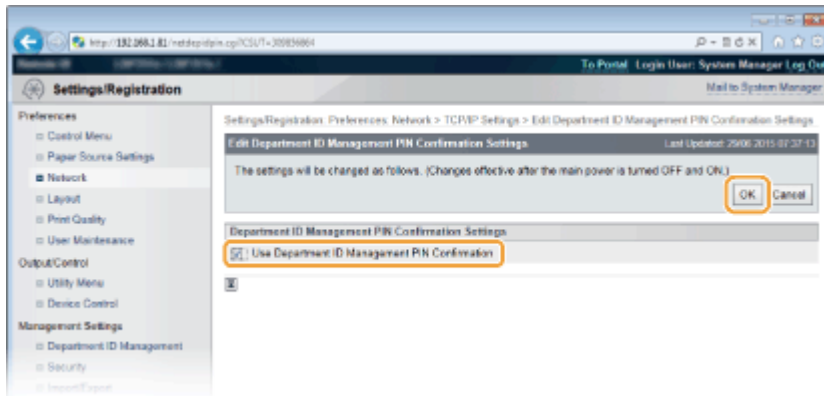 http://192.168.1.81/netdepidpin.cgi?CSUT=309856864
To Portal Login User: System Manager Log Ou
Settings/Registration
Mail to System Manager
Preferences
Control Menu
Paper Source Settings
Network
Layout
Print Quality
User Maintenance
Output/Control
Utility Menu
Device Control
Management Settings
Department ID Management
Security
Import/Export
Settings/Registration: Preferences: Network > TCP/IP Settings > Edit Department ID Management PIN Confirmation Settings
Edit Department ID Management PIN Confirmation Settings
Last Updated: 29/06 2015 07:37:13
The settings will be changed as follows. (Changes effective after the main power is turned OFF and ON.)
OK Cancel
Department ID Management PIN Confirmation Settings
Use Department ID Management PIN Confirmation